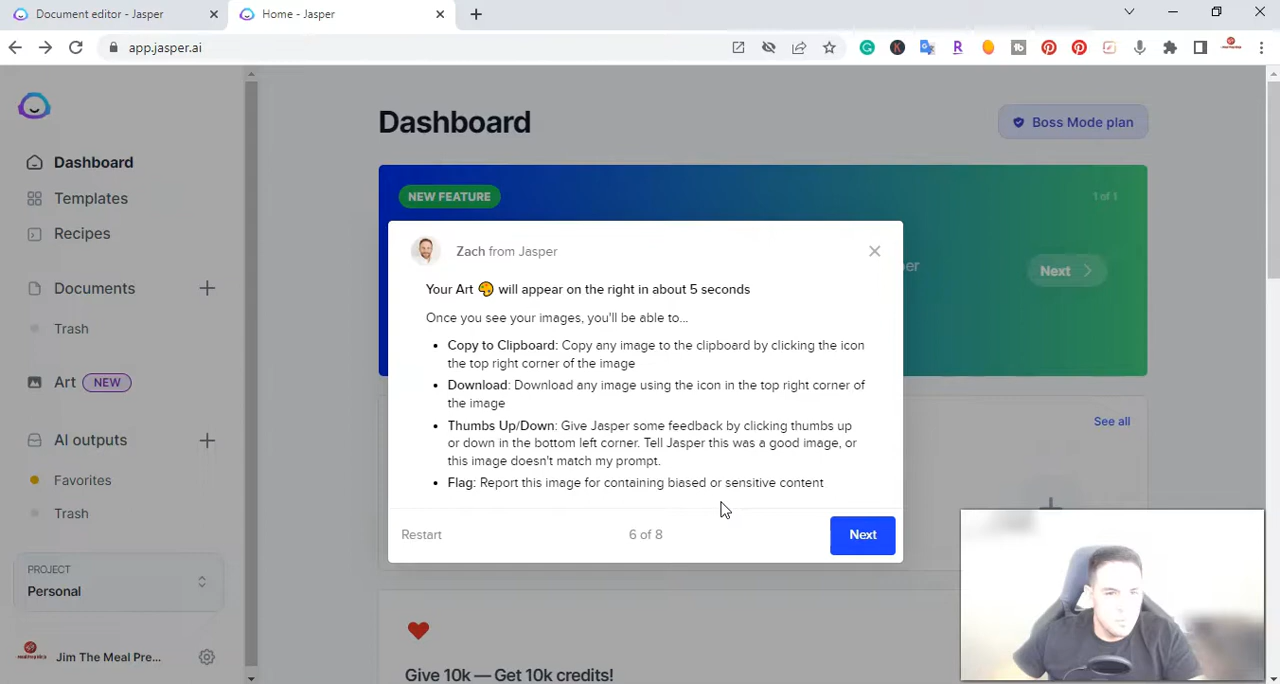 Document editor - Jasper
Home - Jasper
app.jasper.ai
Dashboard
Boss Mode plan
Dashboard
Templates
Recipes
Documents
Trash
Art NEW
AI outputs
Favorites
Trash
PROJECT
Personal
Jim The Meal Pre...
NEW FEATURE
1 of 1
er
Next
Zach from Jasper
Your Art 🎨 will appear on the right in about 5 seconds
Once you see your images, you'll be able to...
• Copy to Clipboard: Copy any image to the clipboard by clicking the icon
the top right corner of the image
• Download: Download any image using the icon in the top right corner of
the image
• Thumbs Up/Down: Give Jasper some feedback by clicking thumbs up
or down in the bottom left corner. Tell Jasper this was a good image, or
this image doesn't match my prompt.
• Flag: Report this image for containing biased or sensitive content
Restart
6 of 8
Next
See all
Give 10k — Get 10k credits!